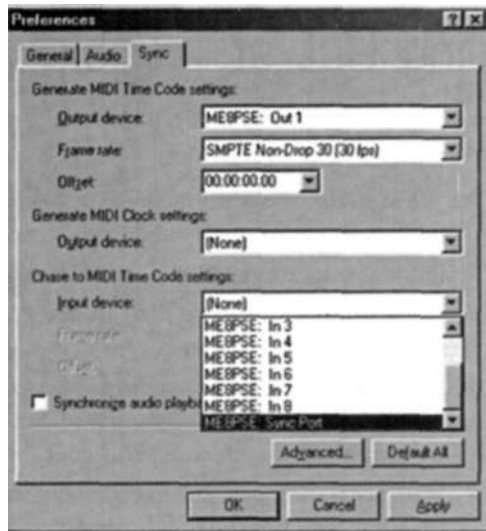 Preferences
General Audio Sync
Generate MIDI Time Code settings:
Output device: ME8PSE: Out 1
Frame rate: SMPTE Non-Drop 30 (30 fps)
Offset: 00:00:00.00
Generate MIDI Clock settings:
Output device: (None)
Chase to MIDI Time Code settings:
Input device: (None)
Frame rate:
ME8PSE: In 3
ME8PSE: In 4
ME8PSE: In 5
Offset:
ME8PSE: In 6
ME8PSE: In 7
Synchronize audio playb
ME8PSE: In 8
ME8PSE: Sync Port
Advanced... Default All
OK Cancel Apply